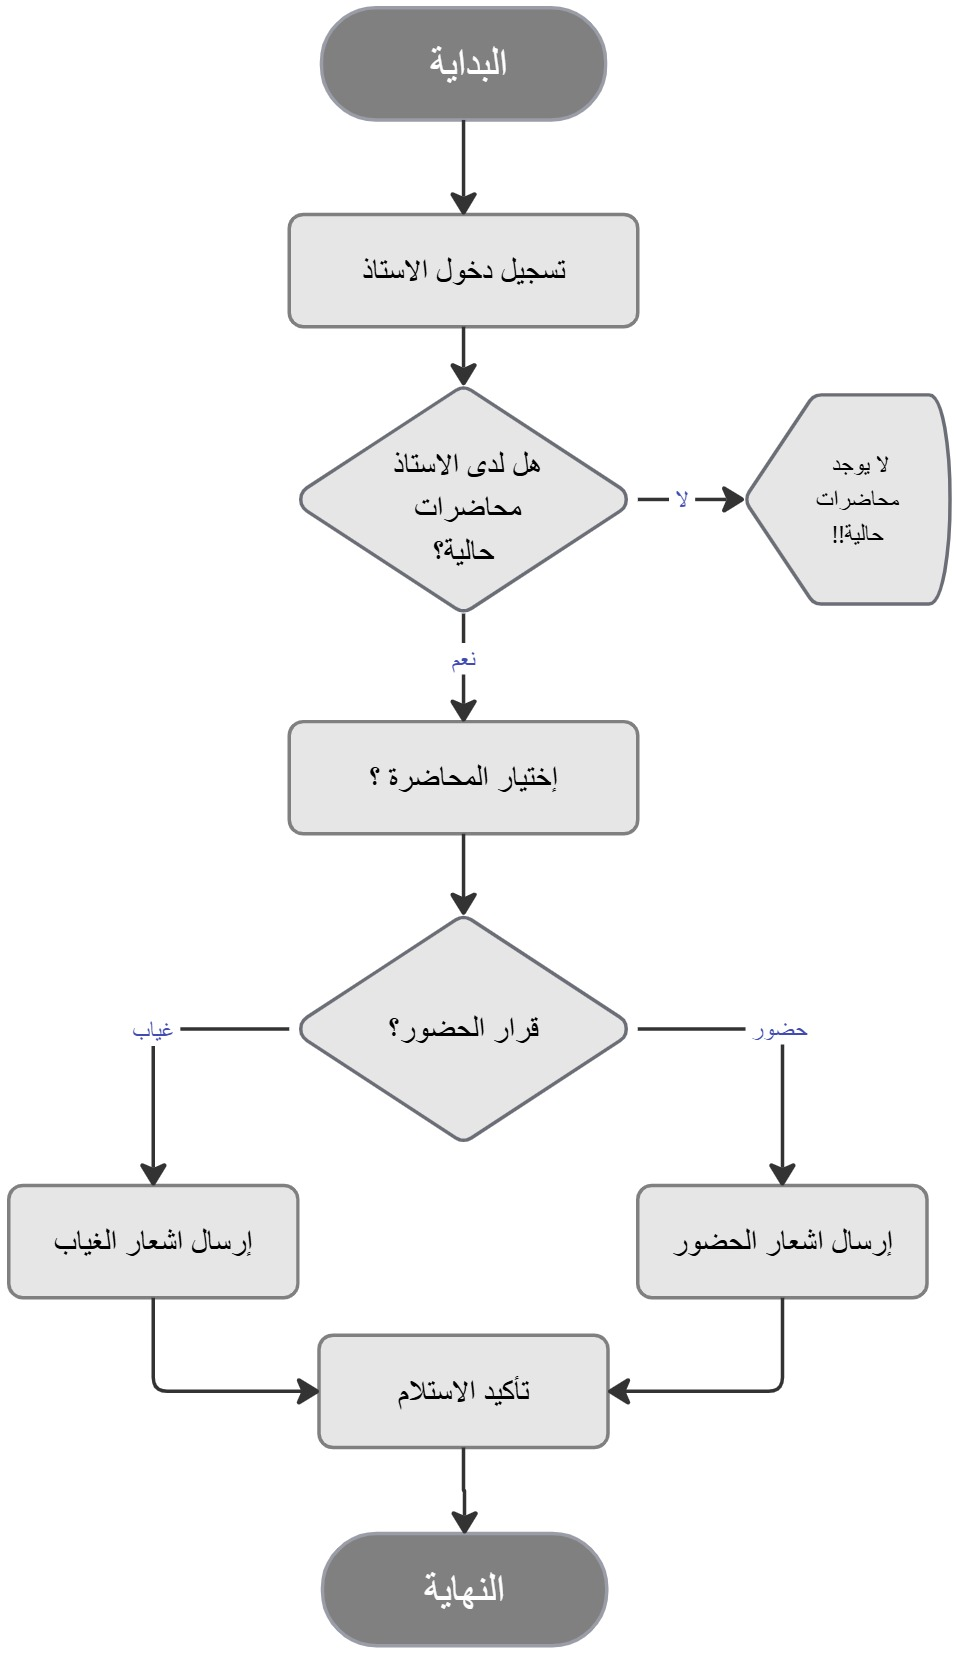 البداية
تسجيل دخول الاستاذ
هل لدى الاستاذ
محاضرات
حالية؟
لا
لا يوجد
محاضرات
حالية!!
نعم
إختيار المحاضرة ؟
قرار الحضور؟
حضور
غياب
إرسال اشعار الحضور
إرسال اشعار الغياب
تأكيد الاستلام
النهاية